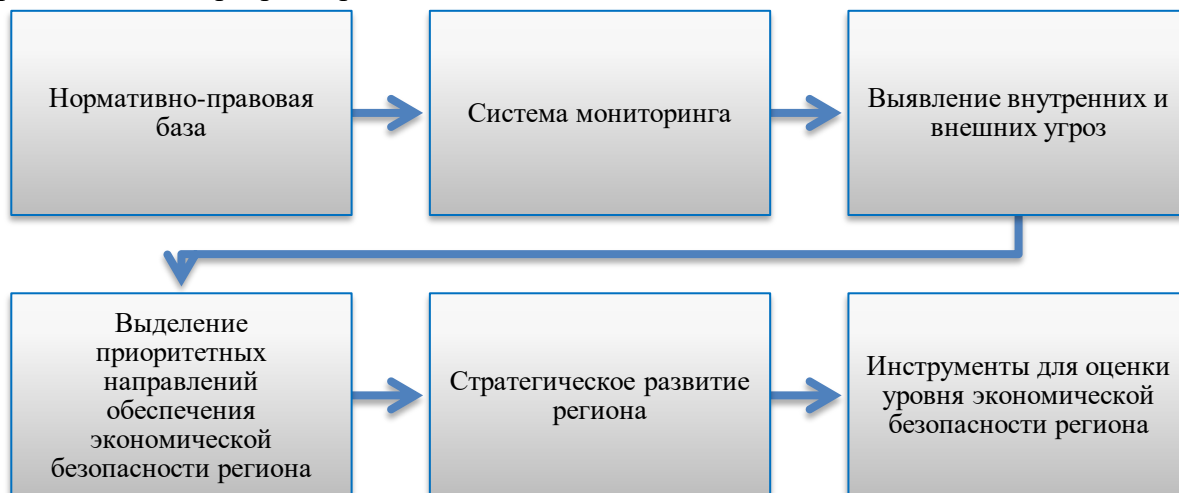 Нормативно-правовая
база
Система мониторинга
Выявление внутренних и
внешних угроз
Выделение
приоритетных
направлений
обеспечения
экономической
безопасности региона
Стратегическое развитие
региона
Инструменты для оценки
уровня экономической
безопасности региона